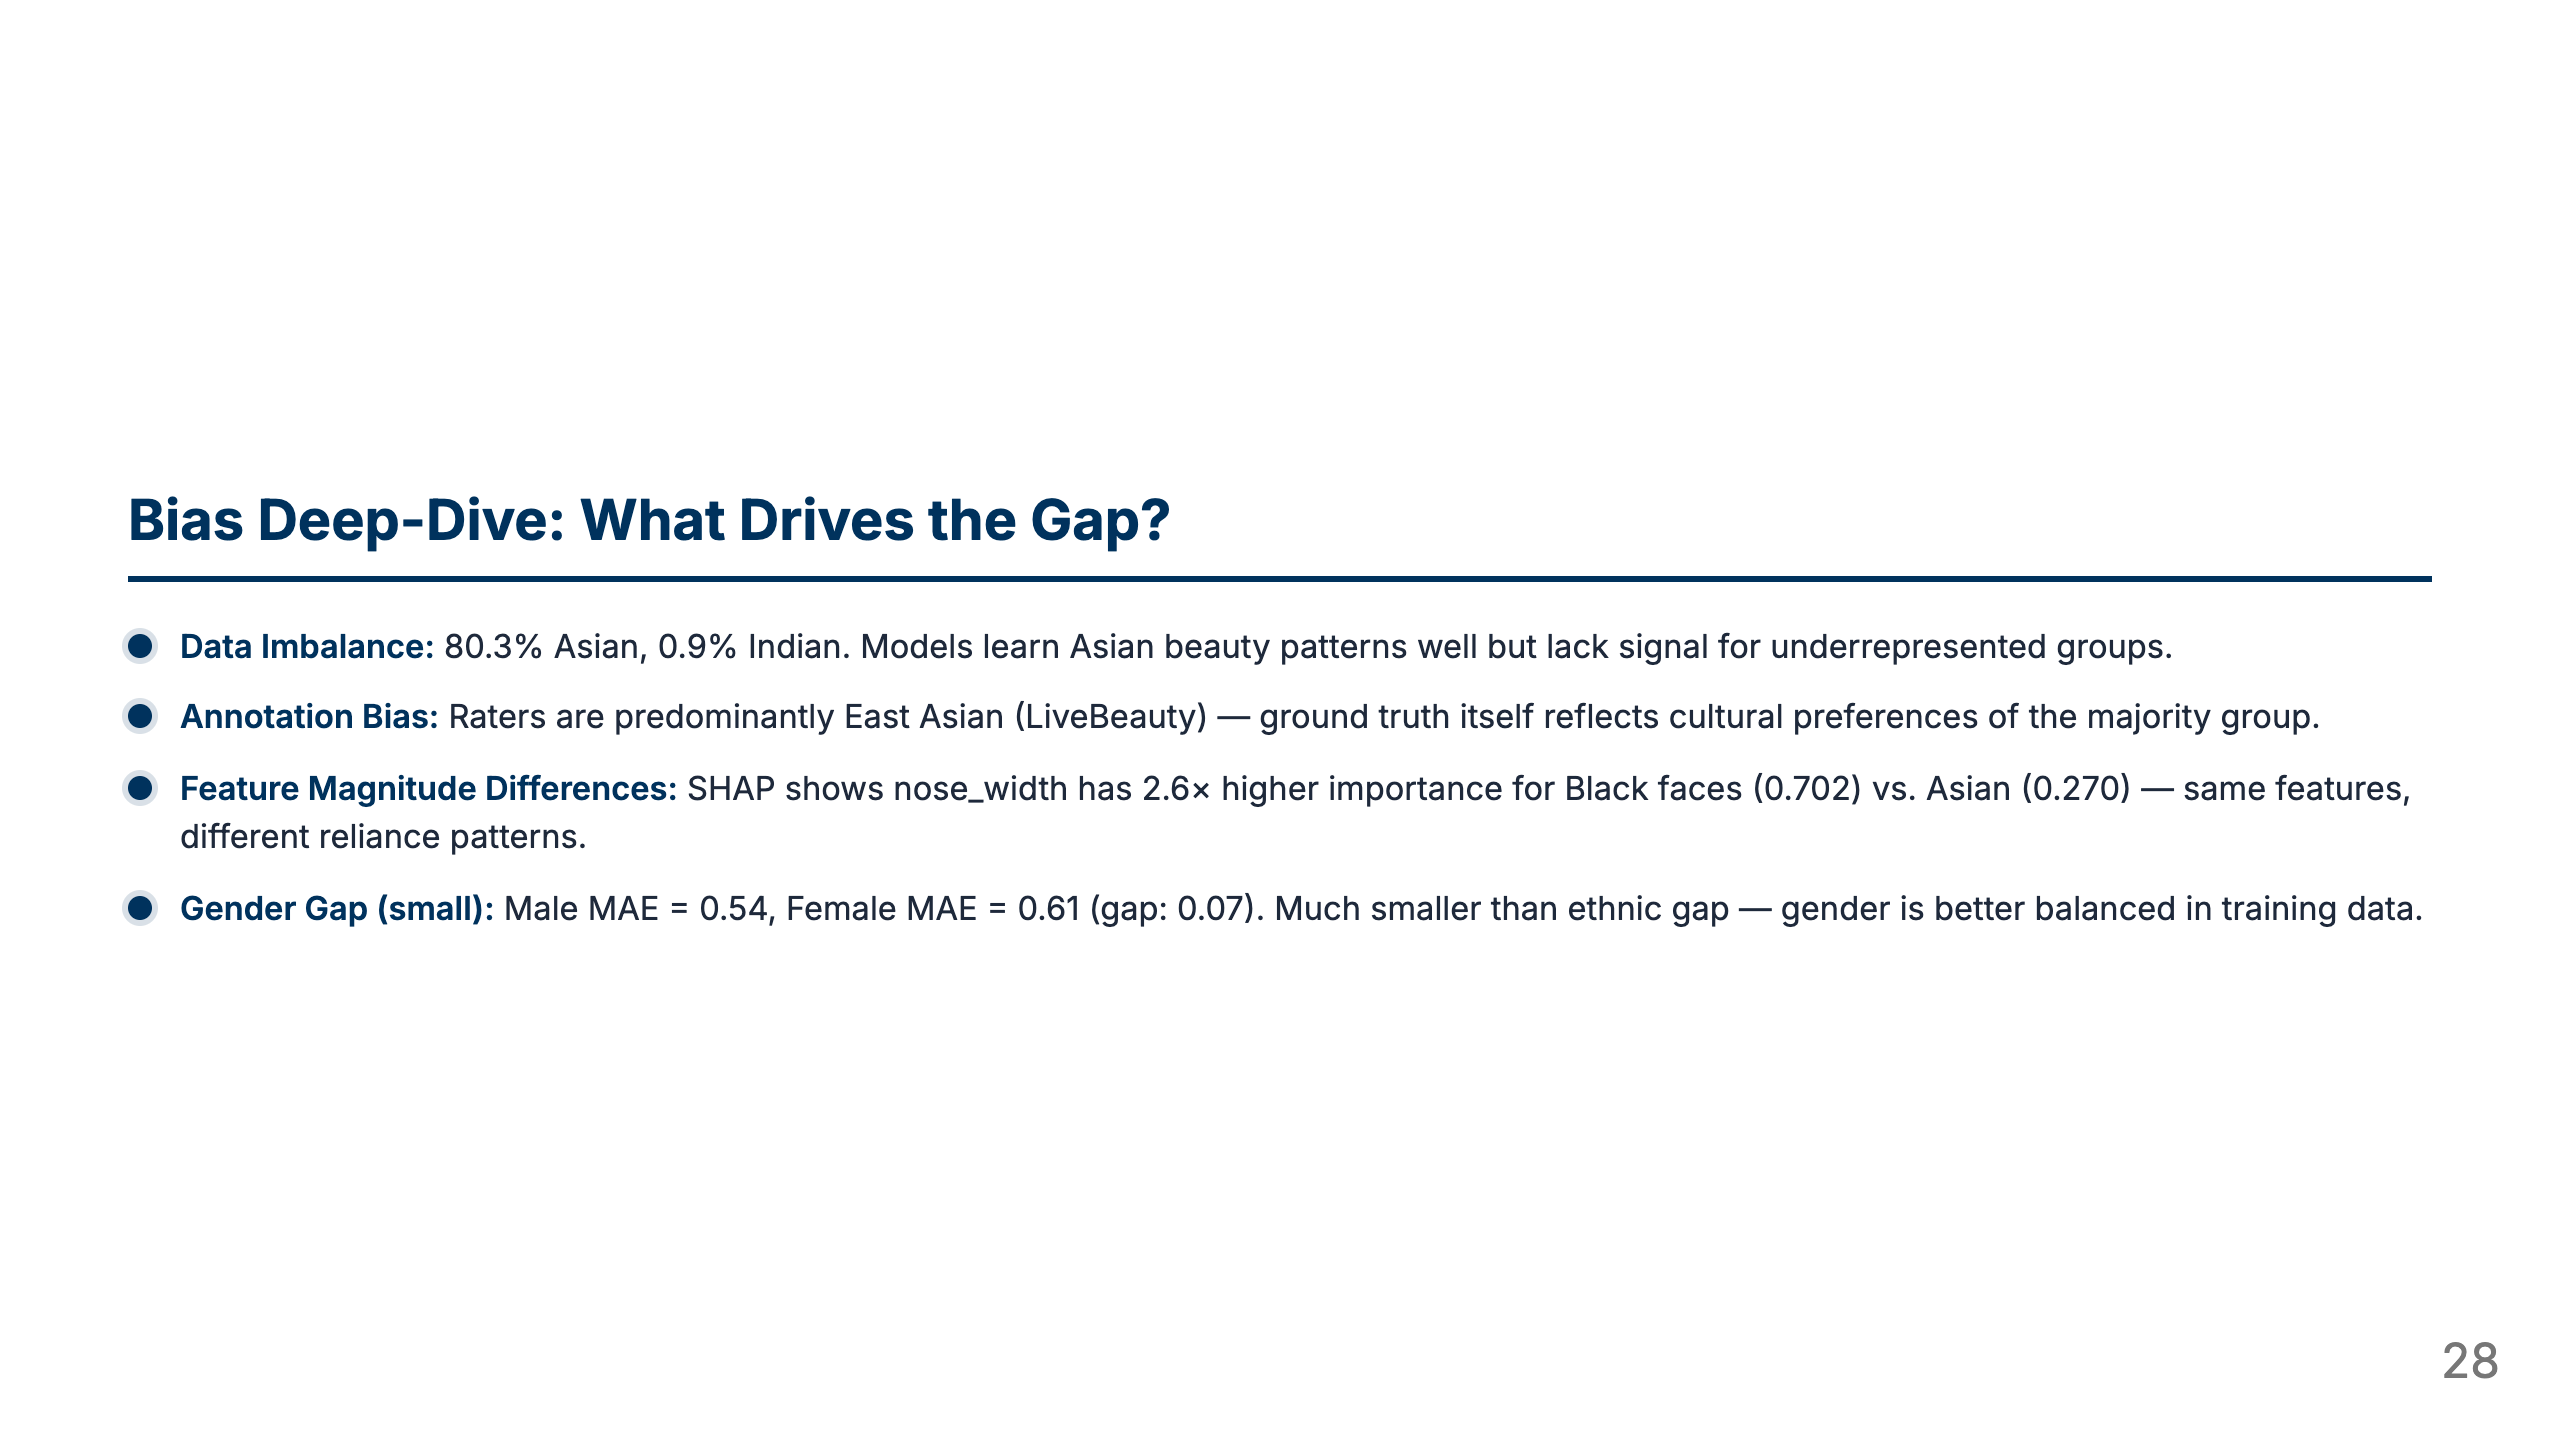 Bias Deep-Dive: What Drives the Gap?
Data Imbalance: 80.3% Asian, 0.9% Indian. Models learn Asian beauty patterns well but lack signal for underrepresented groups.
Annotation Bias: Raters are predominantly East Asian (LiveBeauty) — ground truth itself reflects cultural preferences of the majority group.
Feature Magnitude Differences: SHAP shows nose_width has 2.6× higher importance for Black faces (0.702) vs. Asian (0.270) — same features,
different reliance patterns.
Gender Gap (small): Male MAE = 0.54, Female MAE = 0.61 (gap: 0.07). Much smaller than ethnic gap — gender is better balanced in training data.
28